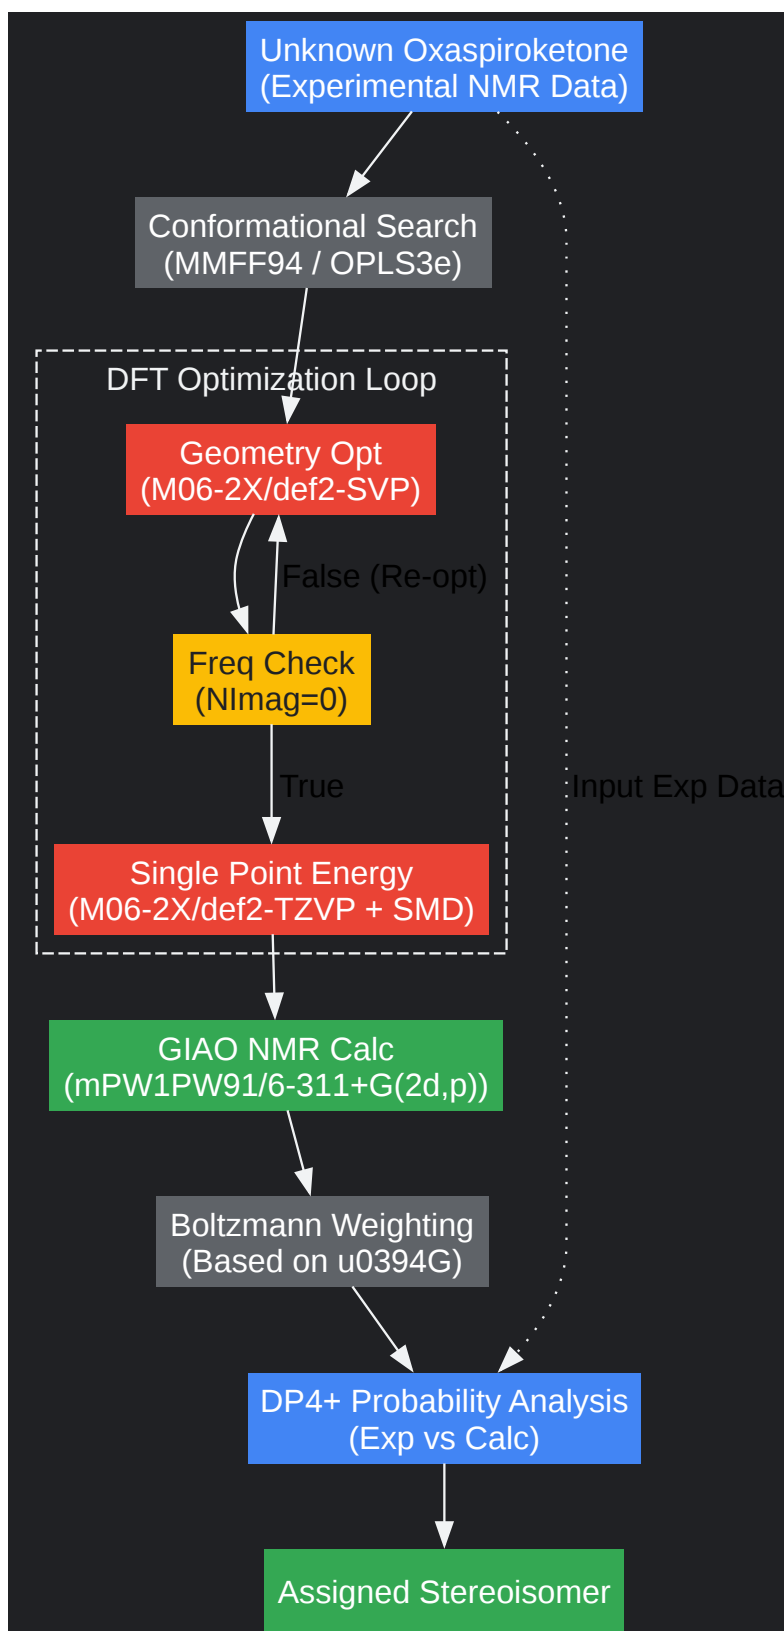 Unknown Oxaspiroketone
(Experimental NMR Data)
Conformational Search
(MMFF94 / OPLS3e)
DFT Optimization Loop
Geometry Opt
(M06-2X/def2-SVP)
False (Re-opt)
Freq Check
(NImag=0)
True
Input Exp Data
Single Point Energy
(M06-2X/def2-TZVP + SMD)
GIAO NMR Calc
(mPW1PW91/6-311+G(2d,p))
Boltzmann Weighting
(Based on u0394G)
DP4+ Probability Analysis
(Exp vs Calc)
Assigned Stereoisomer